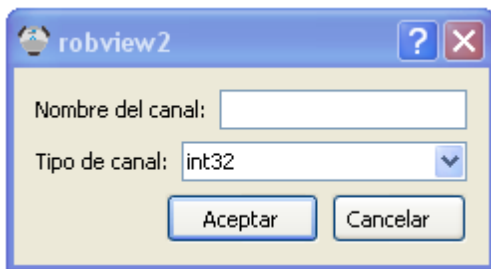 robview2
Nombre del canal:
Tipo de canal: int32
Aceptar Cancelar